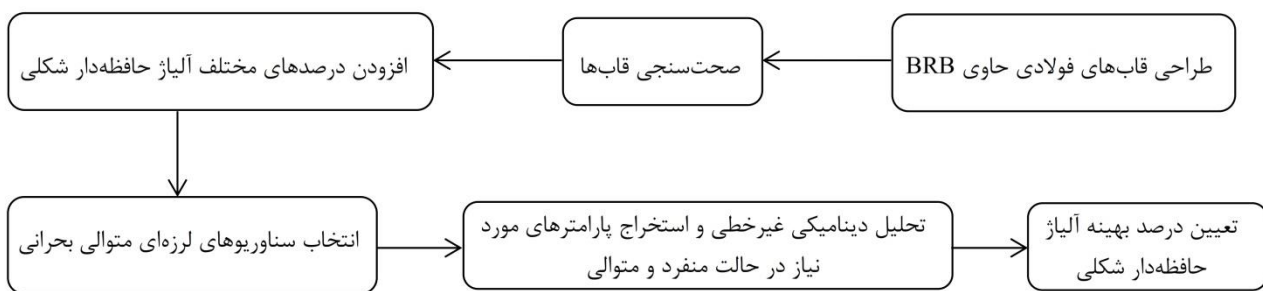 طراحی قاب‌های فولادی حاوی BRB
صحت‌سنجی قاب‌ها
افزودن درصدهای مختلف آلیاژ حافظه‌دار شکلی
انتخاب سناریوهای لرزه‌ای متوالی بحرانی
تحلیل دینامیکی غیرخطی و استخراج پارامترهای مورد
نیاز در حالت منفرد و متوالی
تعیین درصد بهینه آلیاژ
حافظه‌دار شکلی